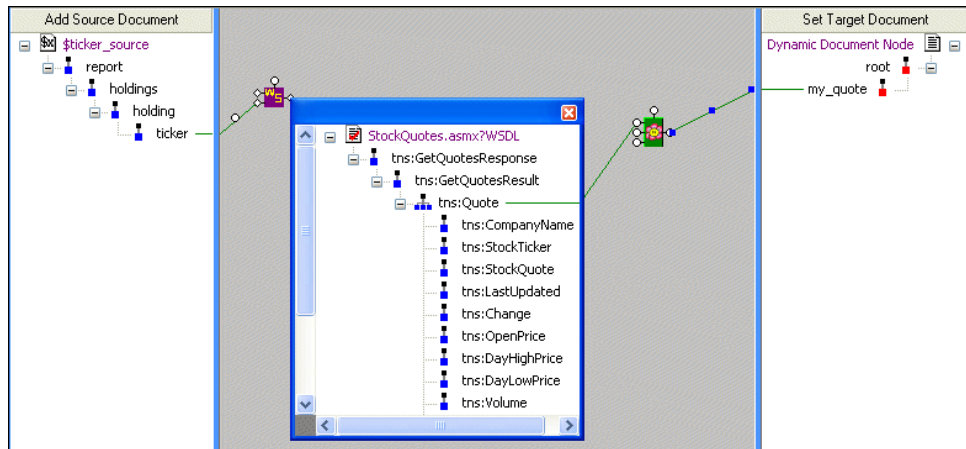 Add Source Document
$x $ticker_source
report
holdings
holding
ticker
WS
StockQuotes.asmx?WSDL
tns:GetQuotesResponse
tns:GetQuotesResult
tns:Quote
tns:CompanyName
tns:StockTicker
tns:StockQuote
tns:LastUpdated
tns:Change
tns:OpenPrice
tns:DayHighPrice
tns:DayLowPrice
tns:Volume
Set Target Document
Dynamic Document Node
root
my_quote